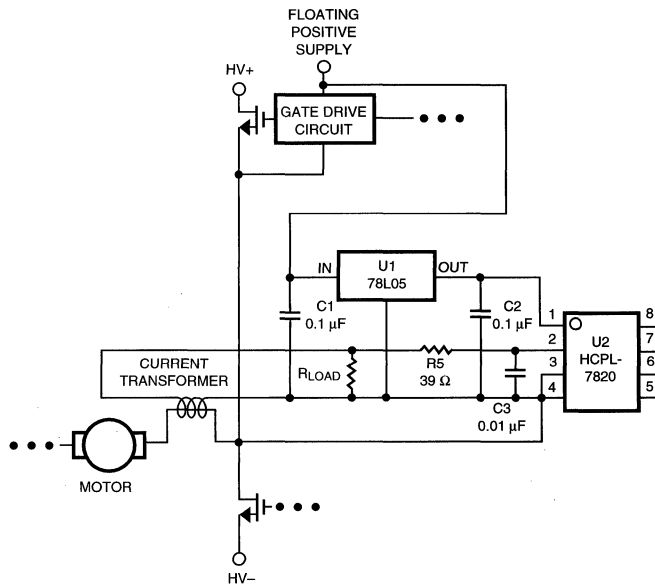 FLOATING
POSITIVE
SUPPLY
HV+
GATE DRIVE
CIRCUIT
IN
U1
78L05
OUT
C1
0.1 µF
C2
0.1 µF
1
2
3
4
U2
HCPL-
7820
8
7
6
5
CURRENT
TRANSFORMER
RLOAD
R5
39 Ω
C3
0.01 µF
MOTOR
HV–